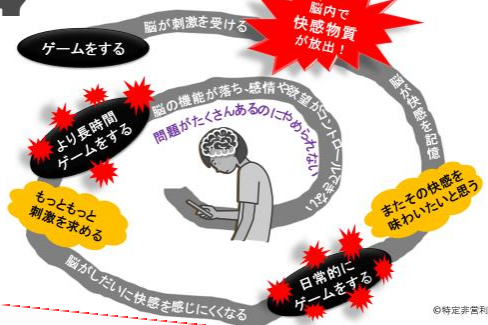 ゲームをする
脳が刺激を受ける
脳内で
快感物質
が放出！
脳が快感を記憶
またその快感を
味わいたいと思う
日常的に
ゲームをする
脳がしだいに快感を感じにくくなる
もっともっと
刺激を求める
より長時間
ゲームをする
脳の機能が落ち、感情や欲望がコントロールできない
問題がたくさんあるのにやめられない
©特定非営利